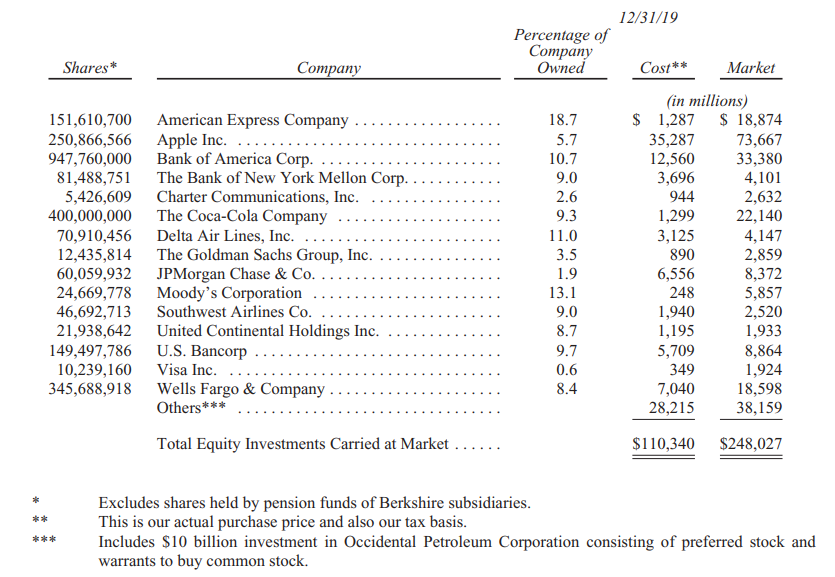 12/31/19
Percentage of
Company
Shares* Company Owned Cost** Market
(in millions)
151,610,700 American Express Company . . . . . . . . . . . . . . . . . . 18.7 $ 1,287 $ 18,874
250,866,566 Apple Inc. . . . . . . . . . . . . . . . . . . . . . . . . . . . . . . 5.7 35,287 73,667
947,760,000 Bank of America Corp. . . . . . . . . . . . . . . . . . . . . . 10.7 12,560 33,380
81,488,751 The Bank of New York Mellon Corp. . . . . . . . . . . . 9.0 3,696 4,101
5,426,609 Charter Communications, Inc. . . . . . . . . . . . . . . . . 2.6 944 2,632
400,000,000 The Coca-Cola Company . . . . . . . . . . . . . . . . . . . . 9.3 1,299 22,140
70,910,456 Delta Air Lines, Inc. . . . . . . . . . . . . . . . . . . . . . . . 11.0 3,125 4,147
12,435,814 The Goldman Sachs Group, Inc. . . . . . . . . . . . . . . . 3.5 890 2,859
60,059,932 JPMorgan Chase & Co. . . . . . . . . . . . . . . . . . . . . . 1.9 6,556 8,372
24,669,778 Moody’s Corporation . . . . . . . . . . . . . . . . . . . . . . . 13.1 248 5,857
46,692,713 Southwest Airlines Co. . . . . . . . . . . . . . . . . . . . . . 9.0 1,940 2,520
21,938,642 United Continental Holdings Inc. . . . . . . . . . . . . . . 8.7 1,195 1,933
149,497,786 U.S. Bancorp . . . . . . . . . . . . . . . . . . . . . . . . . . . . . 9.7 5,709 8,864
10,239,160 Visa Inc. . . . . . . . . . . . . . . . . . . . . . . . . . . . . . . . 0.6 349 1,924
345,688,918 Wells Fargo & Company . . . . . . . . . . . . . . . . . . . . . 8.4 7,040 18,598
Others*** . . . . . . . . . . . . . . . . . . . . . . . . . . . . . . . 28,215 38,159
Total Equity Investments Carried at Market . . . . . . $110,340 $248,027
* Excludes shares held by pension funds of Berkshire subsidiaries.
** This is our actual purchase price and also our tax basis.
*** Includes $10 billion investment in Occidental Petroleum Corporation consisting of preferred stock and
warrants to buy common stock.